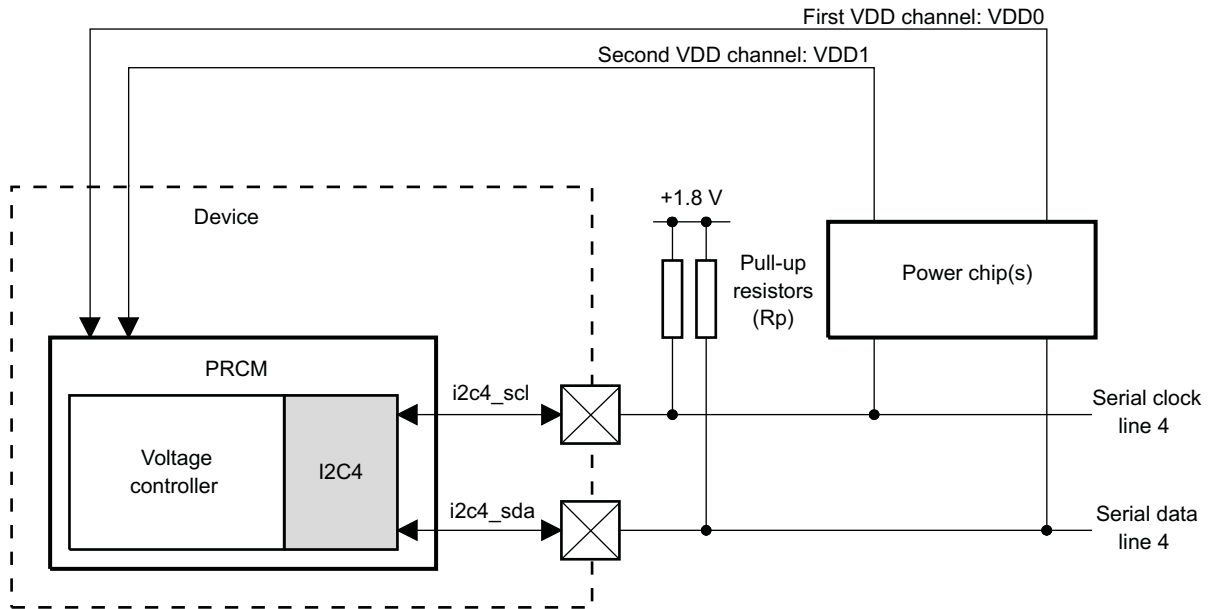 First VDD channel: VDD0
Second VDD channel: VDD1
Device
+1.8 V
Pull-up
resistors
(Rp)
Power chip(s)
PRCM
Voltage
controller
I2C4
i2c4_scl
i2c4_sda
Serial clock
line 4
Serial data
line 4